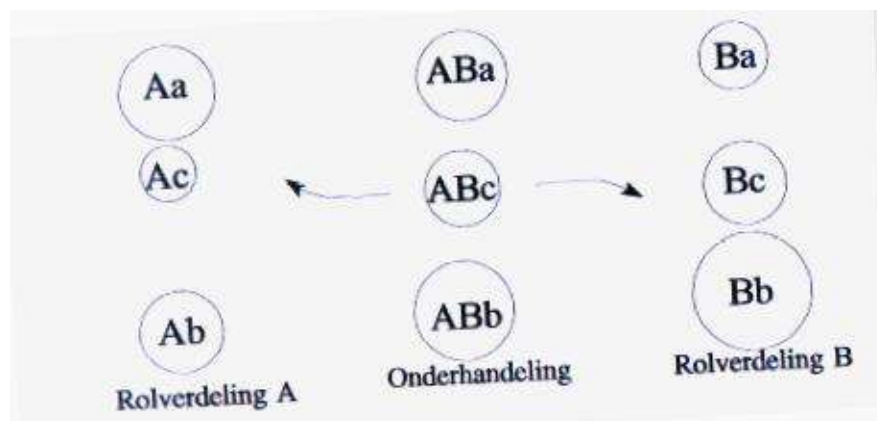 Aa
Ac
Ab
Rolverdeling A
ABa
ABc
ABb
Onderhandeling
Ba
Bc
Bb
Rolverdeling B